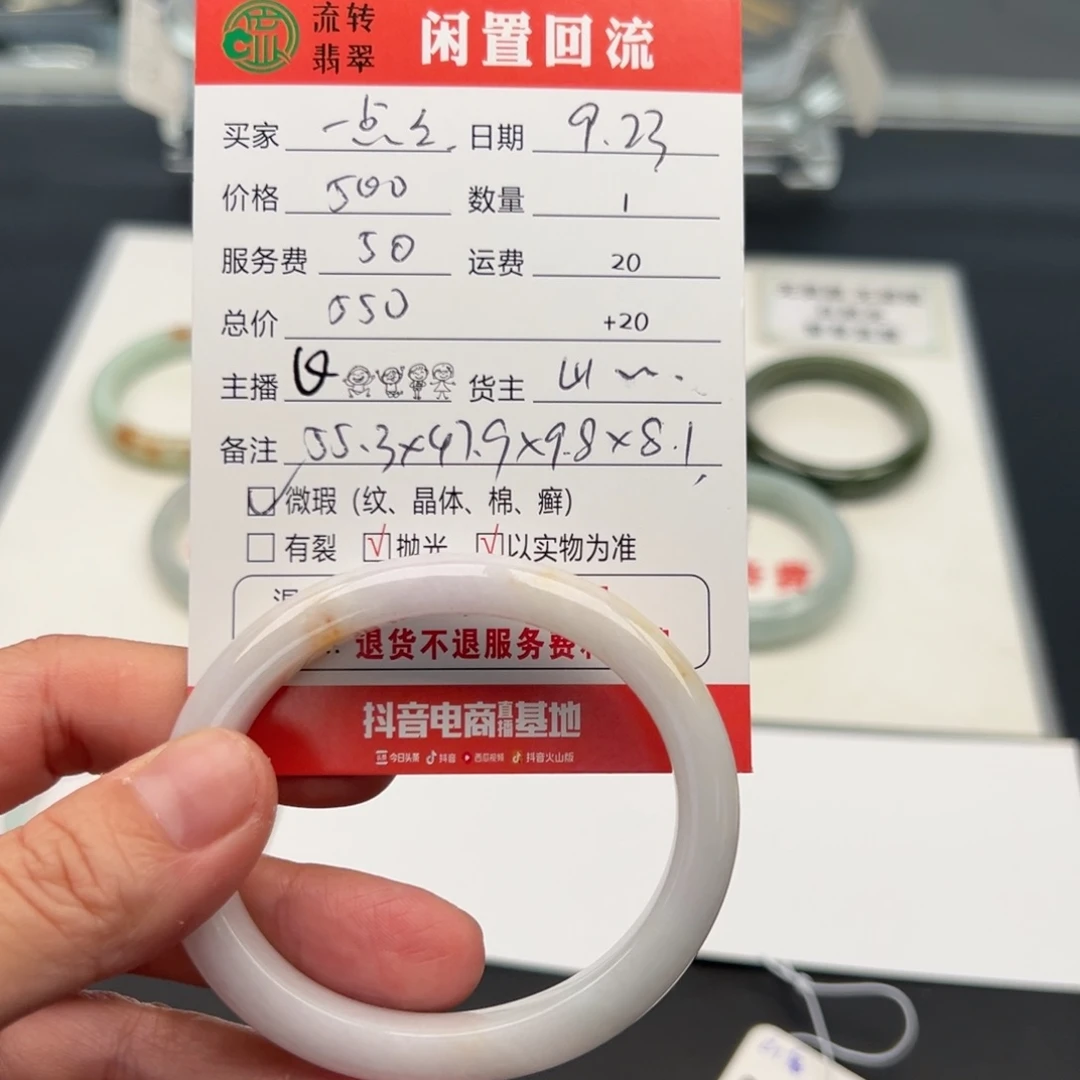 流转翡翠 闲置回流
买家 一点么 日期 9.23
价格 500 数量 1
服务费 50 运费 20
总价 550 +20
主播 货主
备注 55.3×47.9×9.8×8.1
微瑕（纹、晶体、棉、癣）
有裂 √抛光 √以实物为准
退货不退服务费
抖音电商直播基地
今日头条 抖音 西瓜视频 抖音火山版